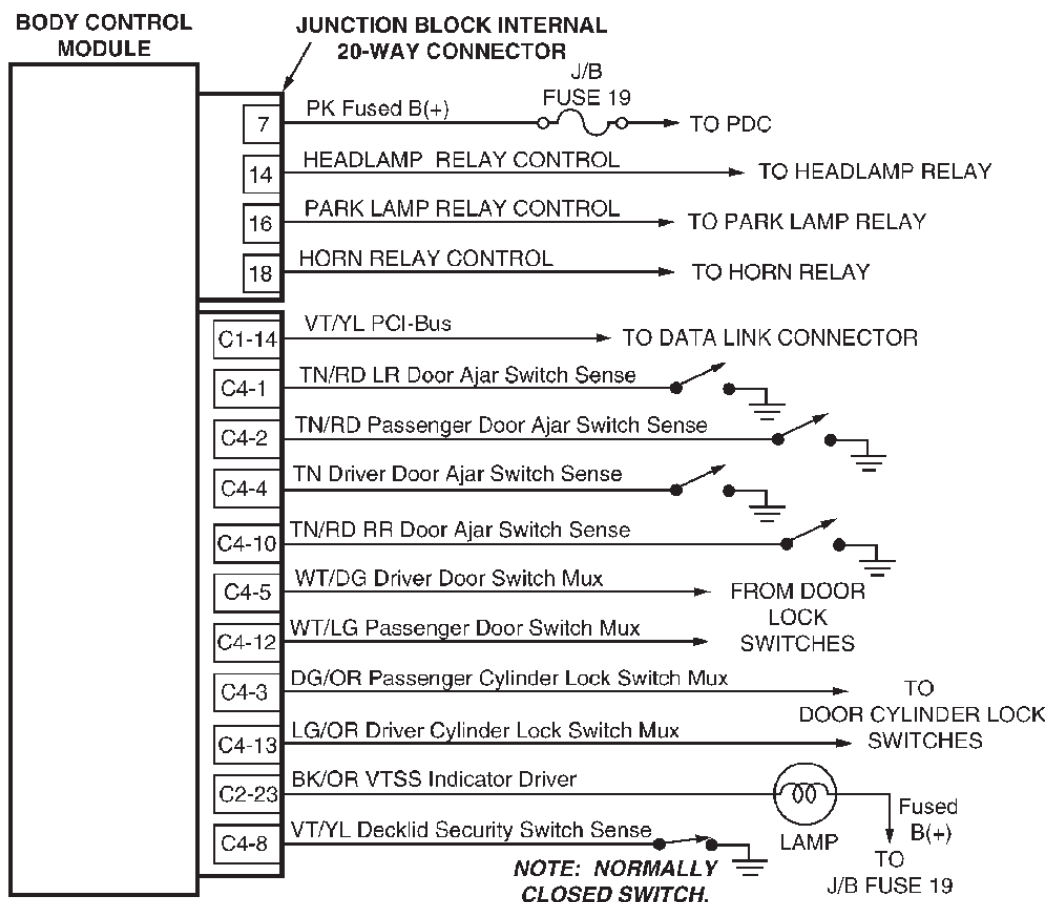 BODY CONTROL
MODULE
JUNCTION BLOCK INTERNAL
20-WAY CONNECTOR
J/B
FUSE 19
7
PK Fused B(+)
TO PDC
14
HEADLAMP RELAY CONTROL
TO HEADLAMP RELAY
16
PARK LAMP RELAY CONTROL
TO PARK LAMP RELAY
18
HORN RELAY CONTROL
TO HORN RELAY
C1-14
VT/YL PCI-Bus
TO DATA LINK CONNECTOR
C4-1
TN/RD LR Door Ajar Switch Sense
C4-2
TN/RD Passenger Door Ajar Switch Sense
C4-4
TN Driver Door Ajar Switch Sense
C4-10
TN/RD RR Door Ajar Switch Sense
C4-5
WT/DG Driver Door Switch Mux
C4-12
WT/LG Passenger Door Switch Mux
FROM DOOR
LOCK
SWITCHES
C4-3
DG/OR Passenger Cylinder Lock Switch Mux
C4-13
LG/OR Driver Cylinder Lock Switch Mux
TO
DOOR CYLINDER LOCK
SWITCHES
C2-23
BK/OR VTSS Indicator Driver
LAMP
Fused
B(+)
TO
J/B FUSE 19
C4-8
VT/YL Decklid Security Switch Sense
NOTE: NORMALLY
CLOSED SWITCH.